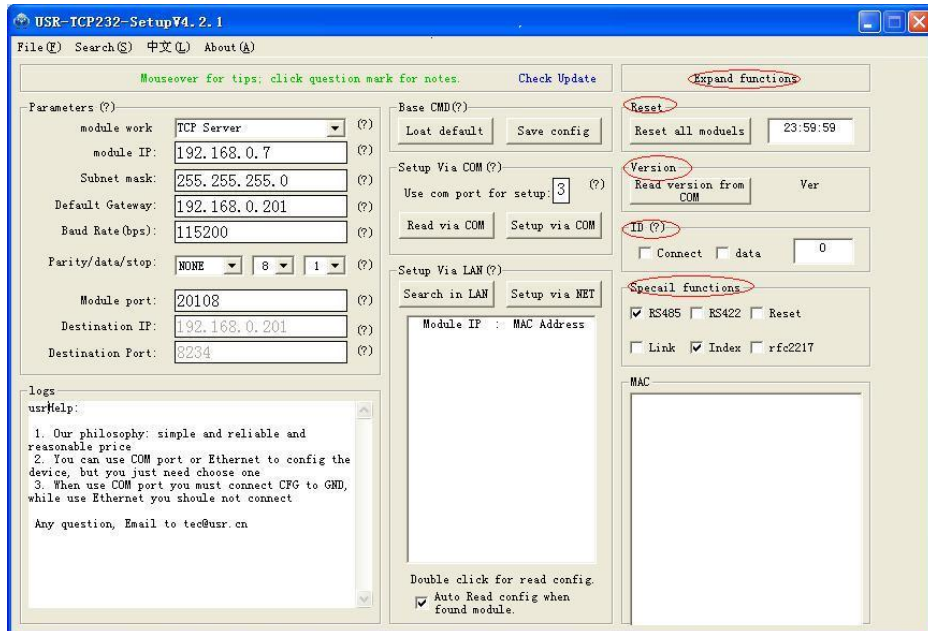 USR-TCP232-SetupV4.2.1
File(F) Search(S) 中文(L) About(A)
Mouseover for tips; click question mark for notes. Check Update
Expand functions
Parameters (?)
module work TCP Server (?)
module IP: 192.168.0.7 (?)
Subnet mask: 255.255.255.0 (?)
Default Gateway: 192.168.0.201 (?)
Baud Rate(bps): 115200 (?)
Parity/data/stop: NONE 8 1 (?)
Module port: 20108 (?)
Destination IP: 192.168.0.201 (?)
Destination Port: 8234 (?)
logs
usrHelp:
1. Our philosophy: simple and reliable and
reasonable price
2. You can use COM port or Ethernet to config the
device, but you just need choose one
3. When use COM port you must connect CFG to GND,
while use Ethernet you shoule not connect
Any question, Email to tec@usr.cn
Base CMD(?)
Loat default Save config
Setup Via COM(?)
Use com port for setup: 3 (?)
Read via COM Setup via COM
Setup Via LAN(?)
Search in LAN Setup via NET
Module IP : MAC Address
Double click for read config.
Auto Read config when
found module.
Reset
Reset all moduels 23:59:59
Version
Read version from
COM
Ver
ID(?)
Connect data 0
Specail functions
RS485 RS422 Reset
Link Index rfc2217
MAC